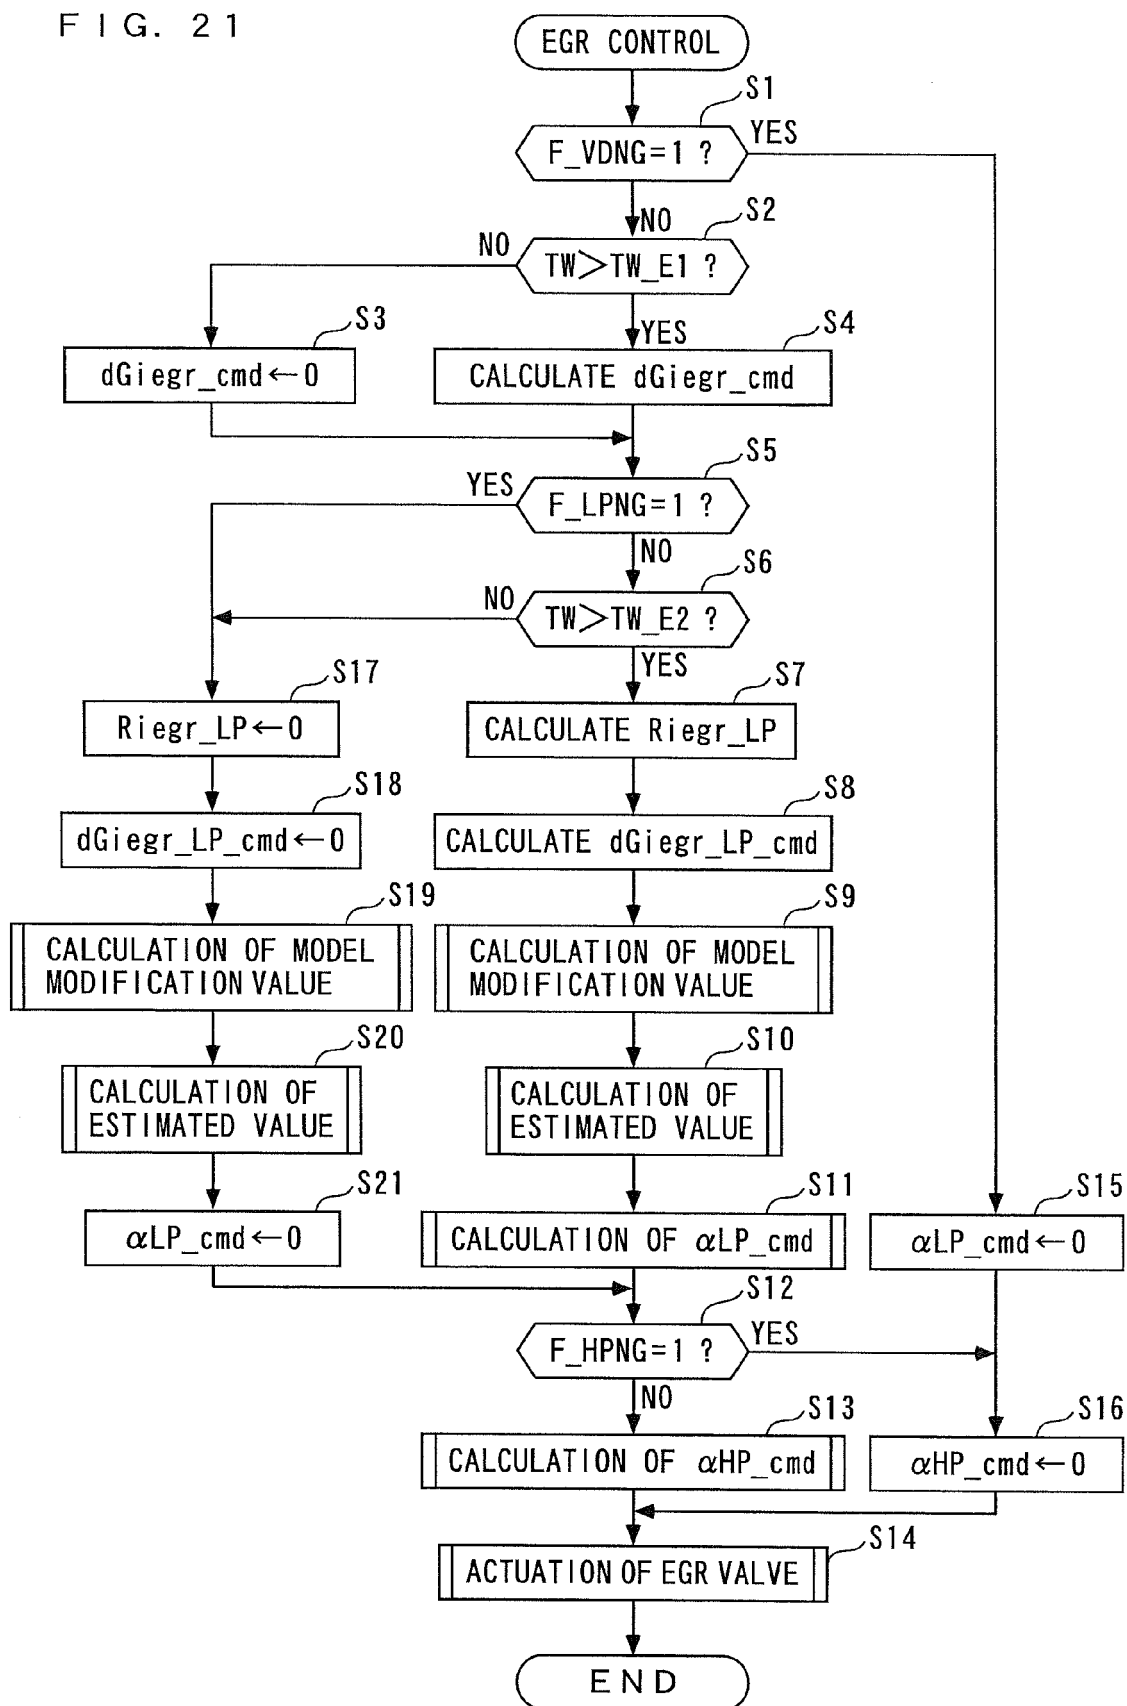 FIG. 21
EGR CONTROL
S1
F_VDNG=1 ?
YES
NO
S2
TW>TW_E1 ?
NO
YES
S3
dGiegr_cmd←0
S4
CALCULATE dGiegr_cmd
S5
F_LPNG=1 ?
YES
NO
S6
TW>TW_E2 ?
NO
YES
S17
Riegr_LP←0
S7
CALCULATE Riegr_LP
S18
dGiegr_LP_cmd←0
S8
CALCULATE dGiegr_LP_cmd
S19
CALCULATION OF MODEL
MODIFICATION VALUE
S9
CALCULATION OF MODEL
MODIFICATION VALUE
S20
CALCULATION OF
ESTIMATED VALUE
S10
CALCULATION OF
ESTIMATED VALUE
S21
αLP_cmd←0
S11
CALCULATION OF αLP_cmd
S15
αLP_cmd←0
S12
F_HPNG=1 ?
YES
NO
S13
CALCULATION OF αHP_cmd
S16
αHP_cmd←0
S14
ACTUATION OF EGR VALVE
END